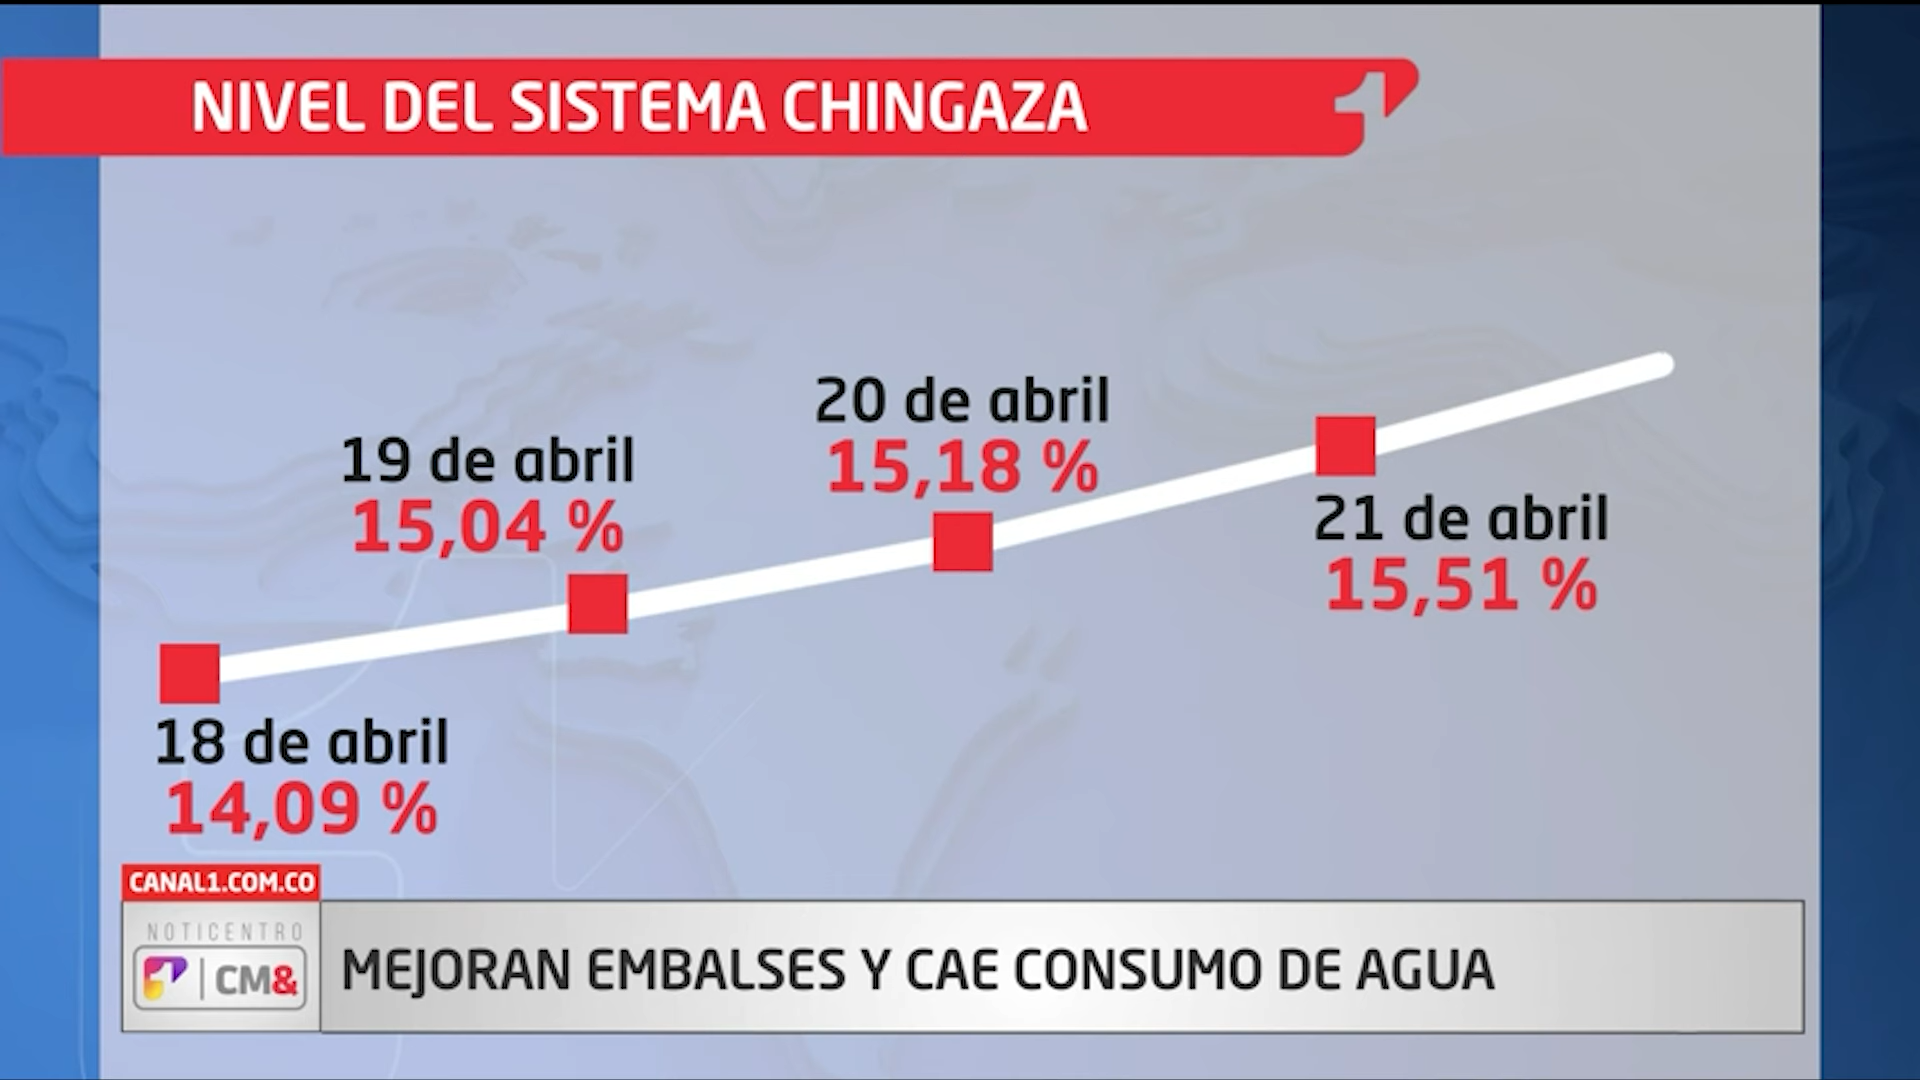 NIVEL DEL SISTEMA CHINGAZA
18 de abril
14,09 %
19 de abril
15,04 %
20 de abril
15,18 %
21 de abril
15,51 %
CANAL1.COM.CO
NOTICENTRO
1 | CM&
MEJORAN EMBALSES Y CAE CONSUMO DE AGUA